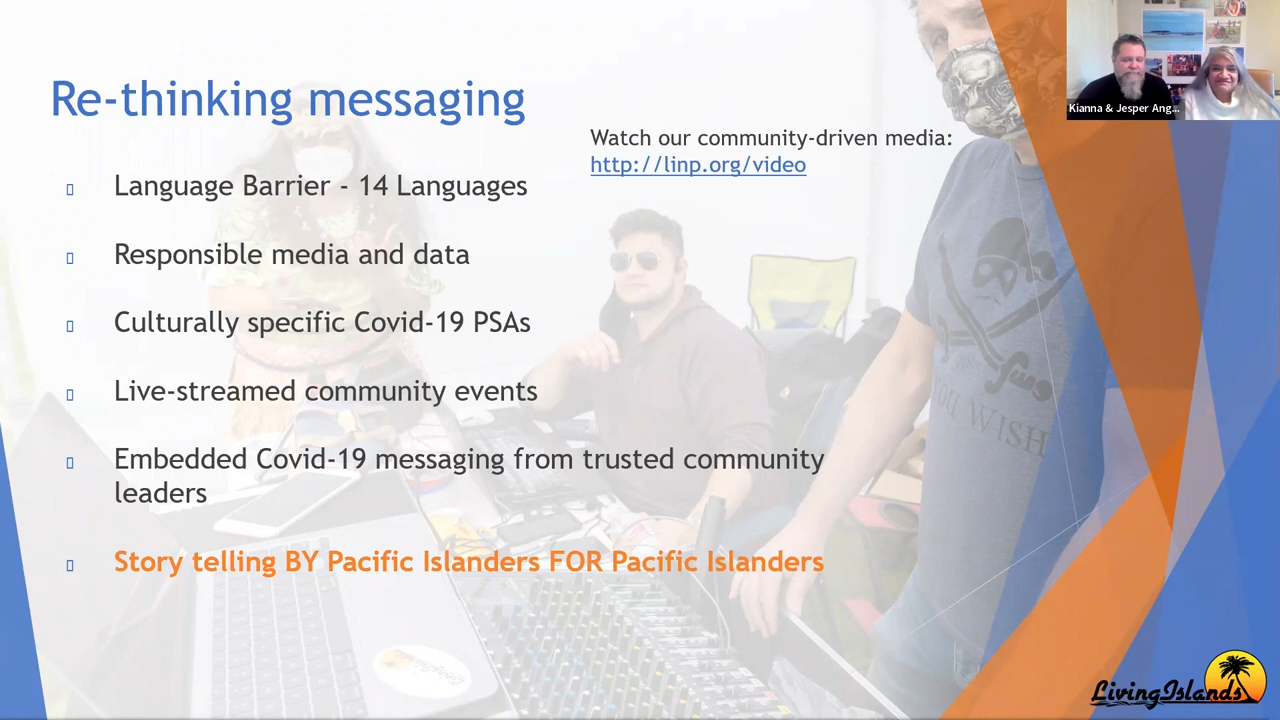 Re-thinking messaging
Watch our community-driven media:
http://linp.org/video
Language Barrier - 14 Languages
Responsible media and data
Culturally specific Covid-19 PSAs
Live-streamed community events
Embedded Covid-19 messaging from trusted community
leaders
Story telling BY Pacific Islanders FOR Pacific Islanders
Kianna & Jesper Ang...
YOU WISH
LivingIslands